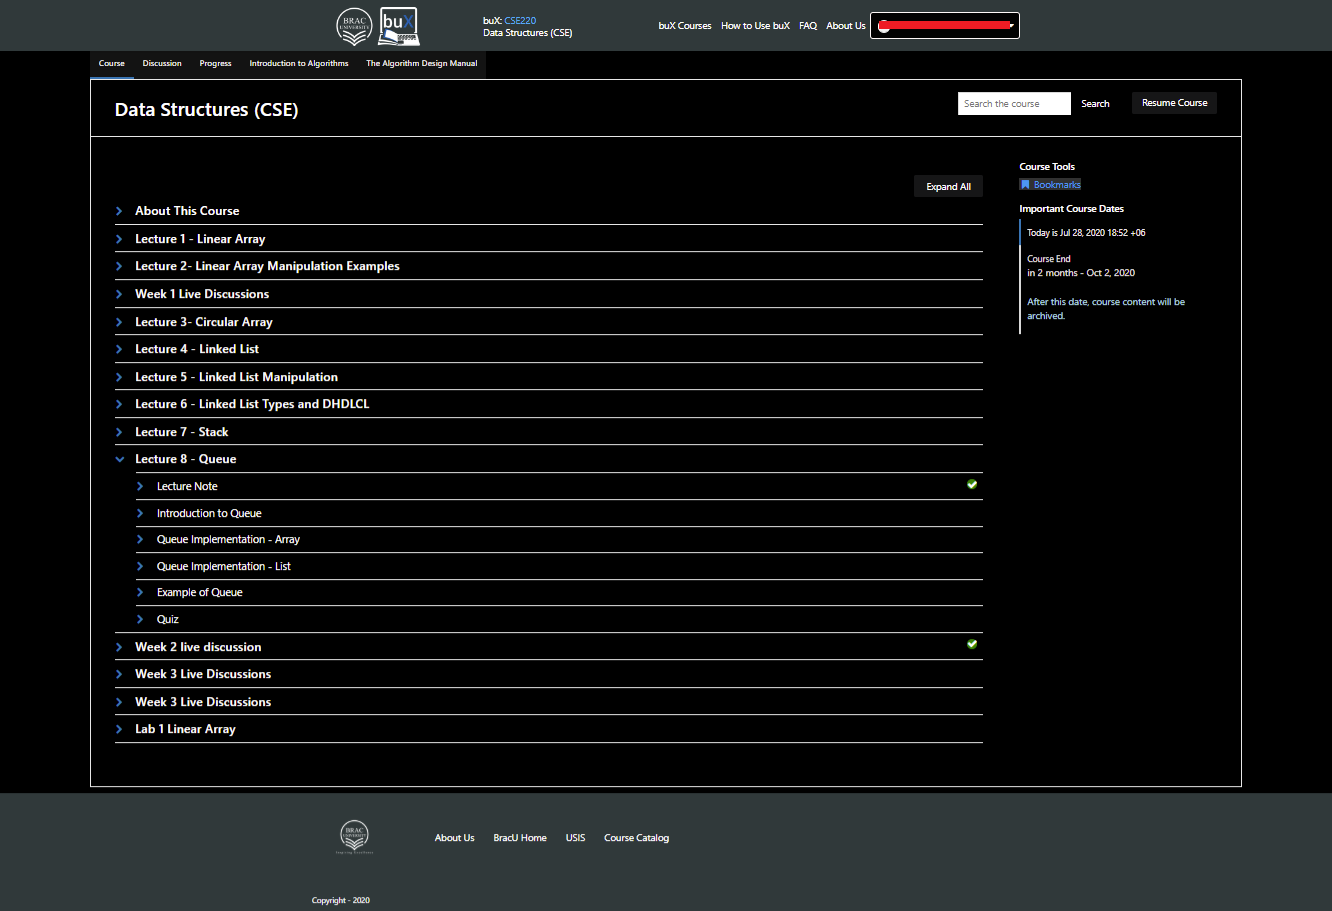 BRAC
UNIVERSITY
buX
buX: CSE220
Data Structures (CSE)
buX Courses
How to Use buX
FAQ
About Us
Course
Discussion
Progress
Introduction to Algorithms
The Algorithm Design Manual
Data Structures (CSE)
Search the course
Search
Resume Course
Expand All
About This Course
Lecture 1 - Linear Array
Lecture 2- Linear Array Manipulation Examples
Week 1 Live Discussions
Lecture 3- Circular Array
Lecture 4 - Linked List
Lecture 5 - Linked List Manipulation
Lecture 6 - Linked List Types and DHDLCL
Lecture 7 - Stack
Lecture 8 - Queue
Lecture Note
Introduction to Queue
Queue Implementation - Array
Queue Implementation - List
Example of Queue
Quiz
Week 2 live discussion
Week 3 Live Discussions
Week 3 Live Discussions
Lab 1 Linear Array
Course Tools
Bookmarks
Important Course Dates
Today is Jul 28, 2020 18:52 +06
Course End
in 2 months - Oct 2, 2020
After this date, course content will be
archived.
BRAC
UNIVERSITY
Inspiring Excellence
About Us
BracU Home
USIS
Course Catalog
Copyright - 2020